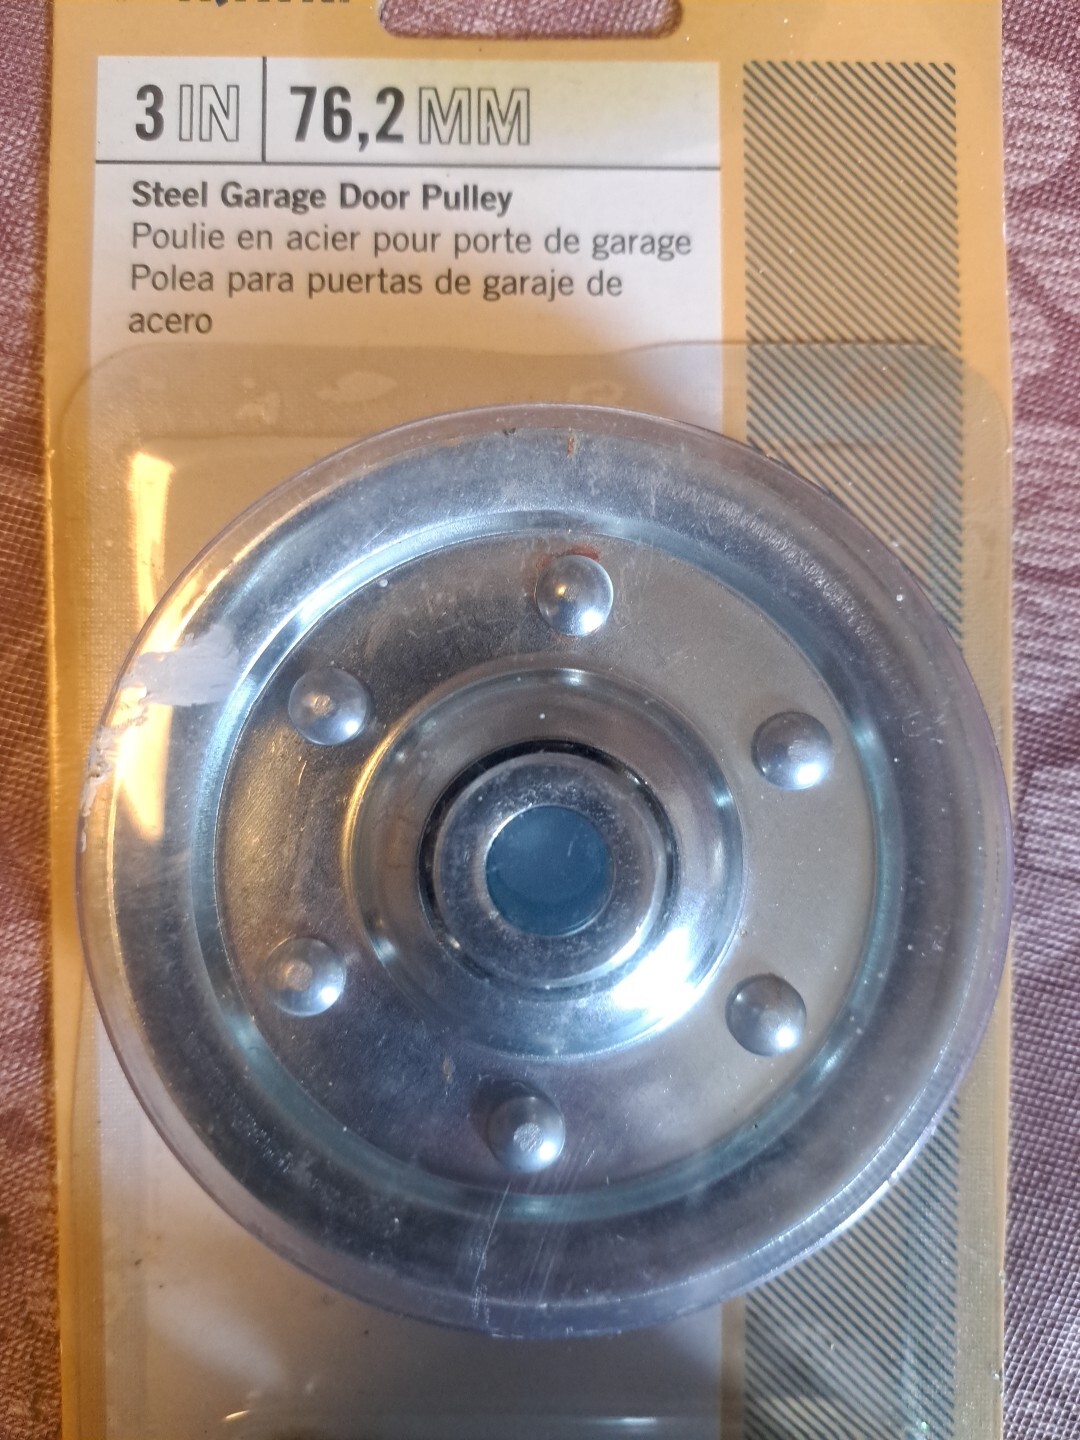 3 IN 76,2 MM
Steel Garage Door Pulley
Poulie en acier pour porte de garage
Polea para puertas de garaje de
acero